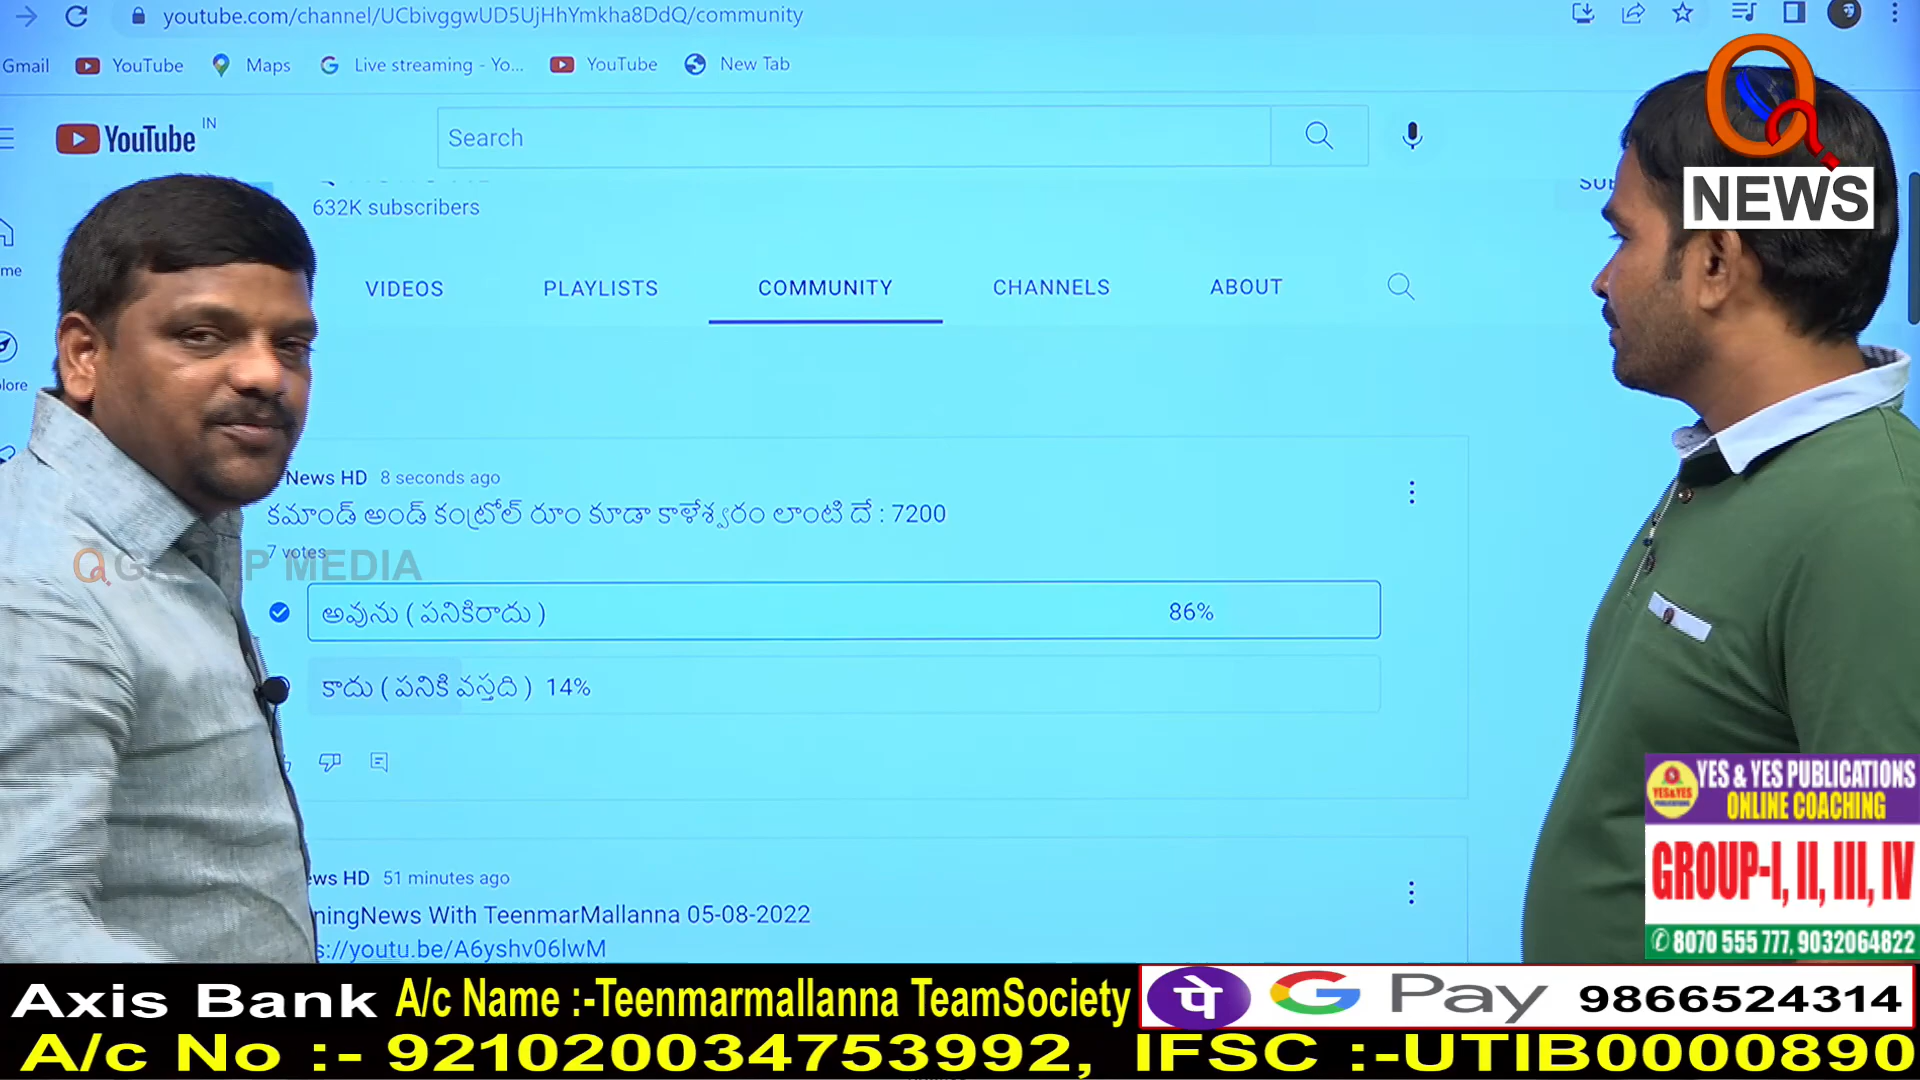 youtube.com/channel/UCbivggwUD5UjHhYmkha8DdQ/community
Gmail YouTube Maps Live streaming - Yo... YouTube New Tab
YouTube IN
Search
NEWS
632K subscribers
VIDEOS PLAYLISTS COMMUNITY CHANNELS ABOUT
News HD 8 seconds ago
కమాండ్ అండ్ కంట్రోల్ రూం కూడా కాళేశ్వరం లాంటి దే : 7200
7 votes
GROUP MEDIA
అవును ( పనికిరాదు ) 86%
కాదు ( పనికి వస్తది ) 14%
YES & YES PUBLICATIONS
ONLINE COACHING
YES&YES
GROUP-I, II, III, IV
8070 555 777, 9032064822
News HD 51 minutes ago
ningNews With TeenmarMallanna 05-08-2022
s://youtu.be/A6yshv06lwM
Axis Bank A/c Name :-Teenmarmallanna TeamSociety पे G Pay 9866524314
A/c No :- 921020034753992, IFSC :-UTIB0000890